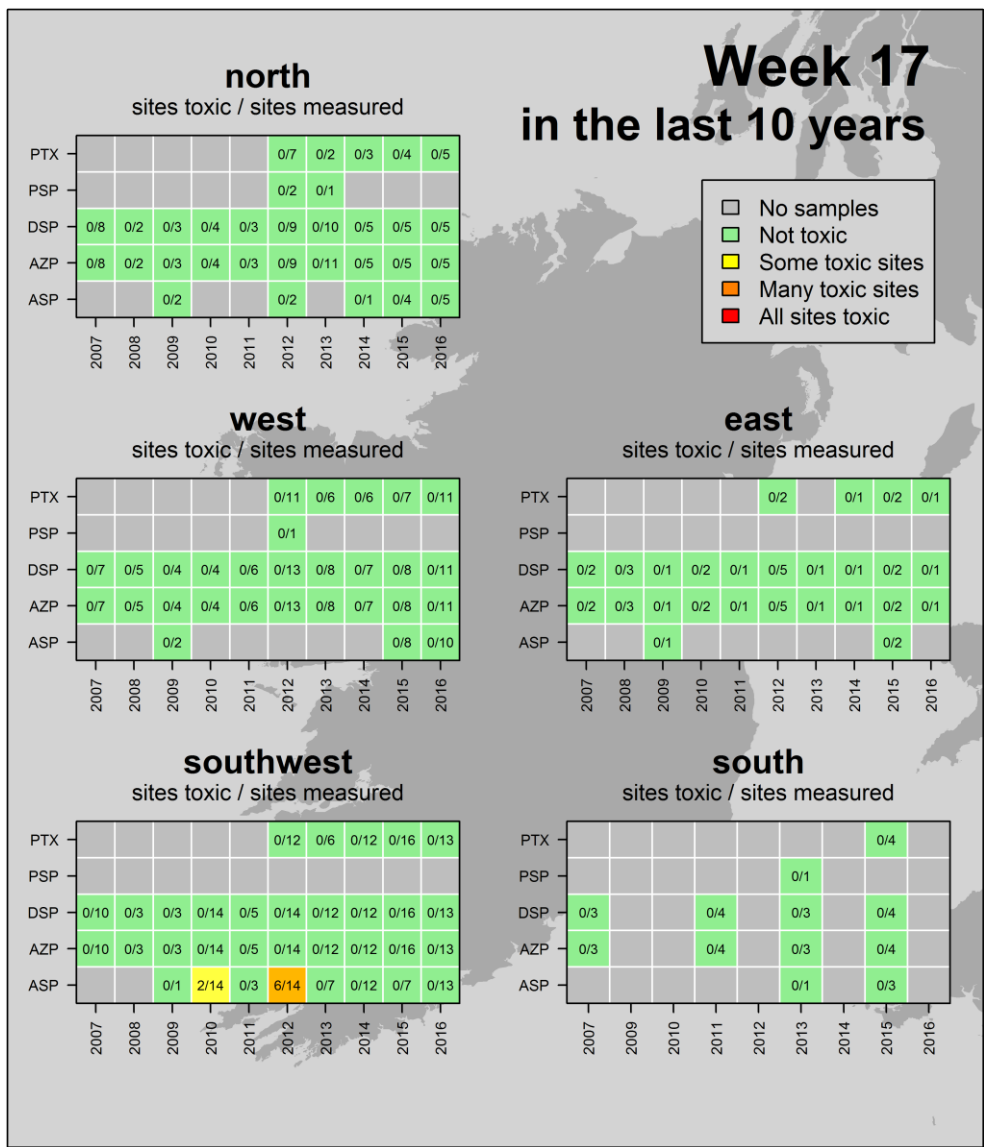 Week 17
in the last 10 years
north
sites toxic / sites measured
PTX 0/7 0/2 0/3 0/4 0/5
PSP 0/2 0/1
DSP 0/8 0/2 0/3 0/4 0/3 0/9 0/10 0/5 0/5 0/5
AZP 0/8 0/2 0/3 0/4 0/3 0/9 0/11 0/5 0/5 0/5
ASP 0/2 0/2 0/1 0/4 0/5
2007 2008 2009 2010 2011 2012 2013 2014 2015 2016
No samples
Not toxic
Some toxic sites
Many toxic sites
All sites toxic
west
sites toxic / sites measured
PTX 0/11 0/6 0/6 0/7 0/11
PSP 0/1
DSP 0/7 0/5 0/4 0/4 0/6 0/13 0/8 0/7 0/8 0/11
AZP 0/7 0/5 0/4 0/4 0/6 0/13 0/8 0/7 0/8 0/11
ASP 0/2 0/8 0/10
2007 2008 2009 2010 2011 2012 2013 2014 2015 2016
east
sites toxic / sites measured
PTX 0/2 0/1 0/2 0/1
PSP
DSP 0/2 0/3 0/1 0/2 0/1 0/5 0/1 0/1 0/2 0/1
AZP 0/2 0/3 0/1 0/2 0/1 0/5 0/1 0/1 0/2 0/1
ASP 0/1 0/2
2007 2008 2009 2010 2011 2012 2013 2014 2015 2016
southwest
sites toxic / sites measured
PTX 0/12 0/6 0/12 0/16 0/13
PSP
DSP 0/10 0/3 0/3 0/14 0/5 0/14 0/12 0/12 0/16 0/13
AZP 0/10 0/3 0/3 0/14 0/5 0/14 0/12 0/12 0/16 0/13
ASP 0/1 2/14 0/3 6/14 0/7 0/12 0/7 0/13
2007 2008 2009 2010 2011 2012 2013 2014 2015 2016
south
sites toxic / sites measured
PTX 0/4
PSP 0/1
DSP 0/3 0/4 0/3 0/4
AZP 0/3 0/4 0/3 0/4
ASP 0/1 0/3
2007 2008 2009 2010 2011 2012 2013 2014 2015 2016